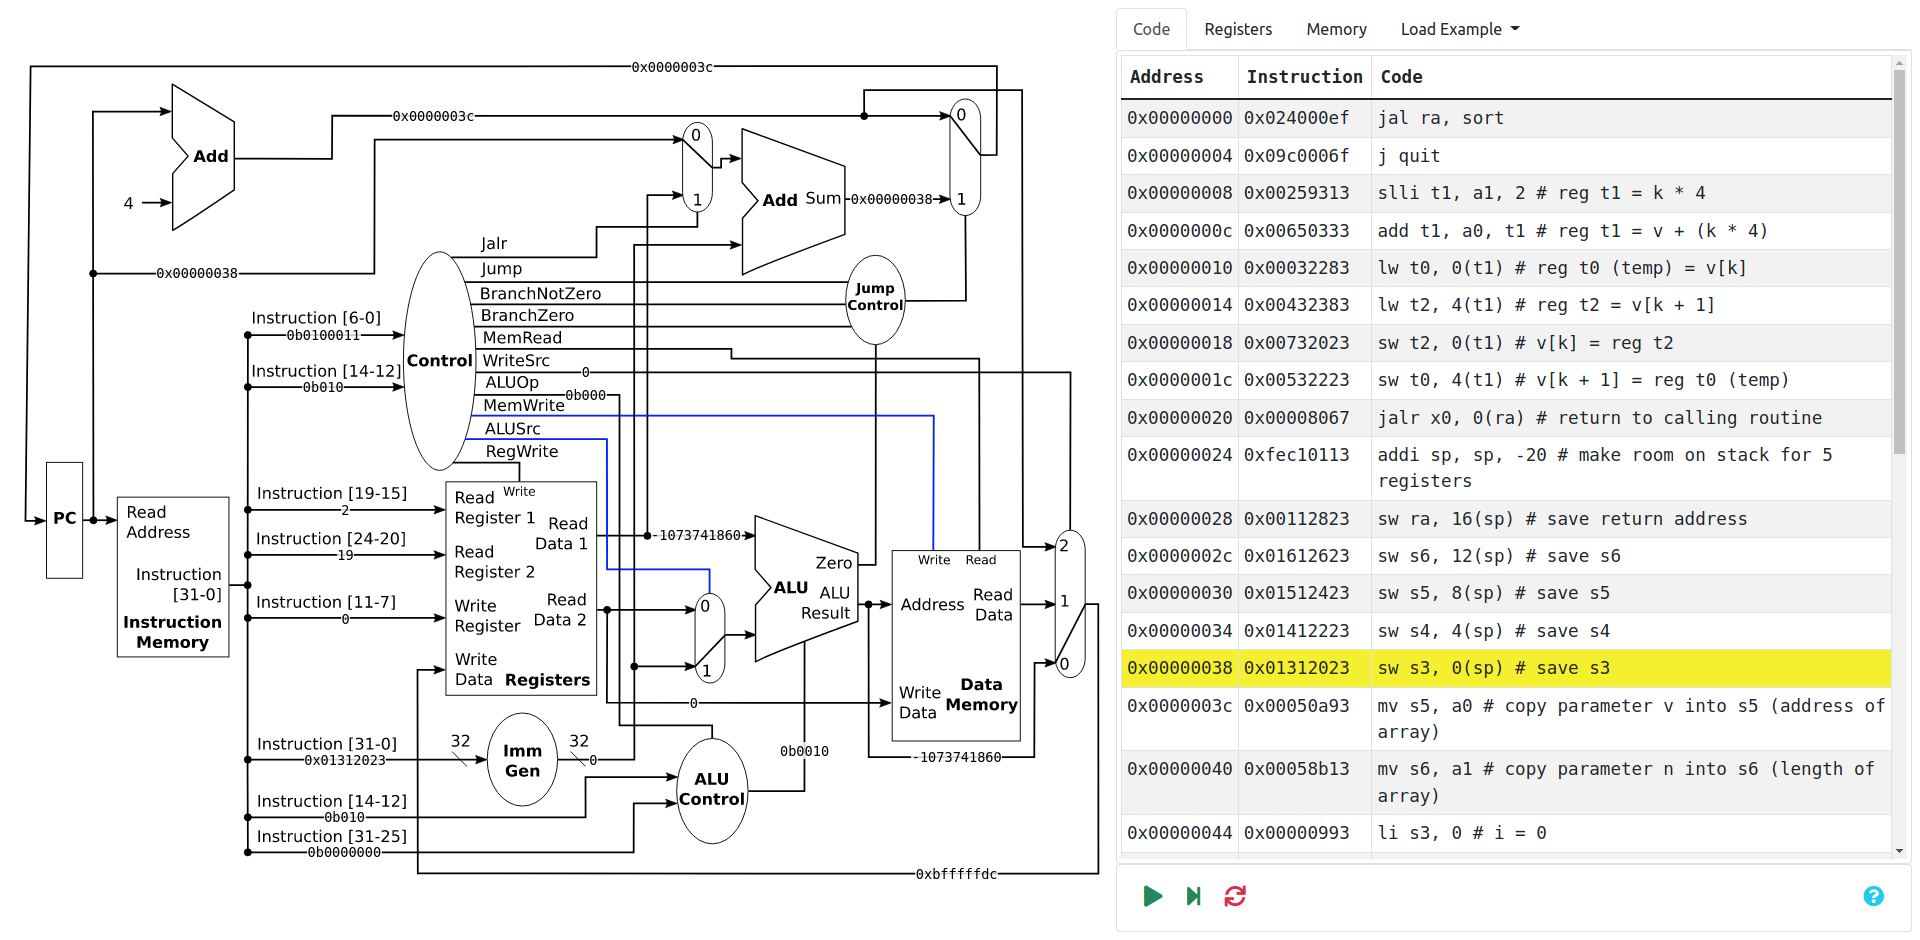 0x0000003c
0x0000003c
Add
4
0x00000038
0
1
Add Sum
0x00000038
0
1
Jalr
Jump
BranchNotZero
BranchZero
MemRead
WriteSrc
0
ALUOp
0b000
MemWrite
ALUSrc
RegWrite
Jump
Control
Control
Instruction [6-0]
0b0100011
Instruction [14-12]
0b010
PC
Read
Address
Instruction
[31-0]
Instruction
Memory
Instruction [19-15]
2
Instruction [24-20]
19
Instruction [11-7]
0
Write
Read
Register 1
Read
Data 1
Read
Register 2
Write
Register
Read
Data 2
Write
Data
Registers
-1073741860
0
1
Zero
ALU
ALU
Result
0
0b0010
Write Read
Address
Read
Data
Write
Data
Data
Memory
2
1
0
-1073741860
Instruction [31-0]
0x01312023
32
Imm
Gen
32
0
ALU
Control
Instruction [14-12]
0b010
Instruction [31-25]
0b0000000
0xbfffffdc
Code Registers Memory Load Example
Address Instruction Code
0x00000000 0x024000ef jal ra, sort
0x00000004 0x09c0006f j quit
0x00000008 0x00259313 slli t1, a1, 2 # reg t1 = k * 4
0x0000000c 0x00650333 add t1, a0, t1 # reg t1 = v + (k * 4)
0x00000010 0x00032283 lw t0, 0(t1) # reg t0 (temp) = v[k]
0x00000014 0x00432383 lw t2, 4(t1) # reg t2 = v[k + 1]
0x00000018 0x00732023 sw t2, 0(t1) # v[k] = reg t2
0x0000001c 0x00532223 sw t0, 4(t1) # v[k + 1] = reg t0 (temp)
0x00000020 0x00008067 jalr x0, 0(ra) # return to calling routine
0x00000024 0xfec10113 addi sp, sp, -20 # make room on stack for 5
registers
0x00000028 0x00112823 sw ra, 16(sp) # save return address
0x0000002c 0x01612623 sw s6, 12(sp) # save s6
0x00000030 0x01512423 sw s5, 8(sp) # save s5
0x00000034 0x01412223 sw s4, 4(sp) # save s4
0x00000038 0x01312023 sw s3, 0(sp) # save s3
0x0000003c 0x00050a93 mv s5, a0 # copy parameter v into s5 (address of
array)
0x00000040 0x00058b13 mv s6, a1 # copy parameter n into s6 (length of
array)
0x00000044 0x00000993 li s3, 0 # i = 0
?